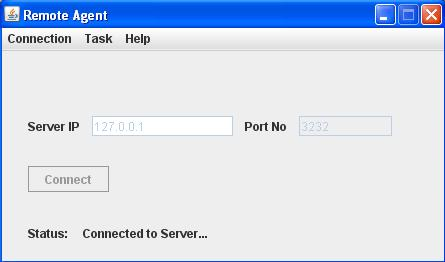 Remote Agent
Connection Task Help
Server IP 127.0.0.1 Port No 3232
Connect
Status: Connected to Server...